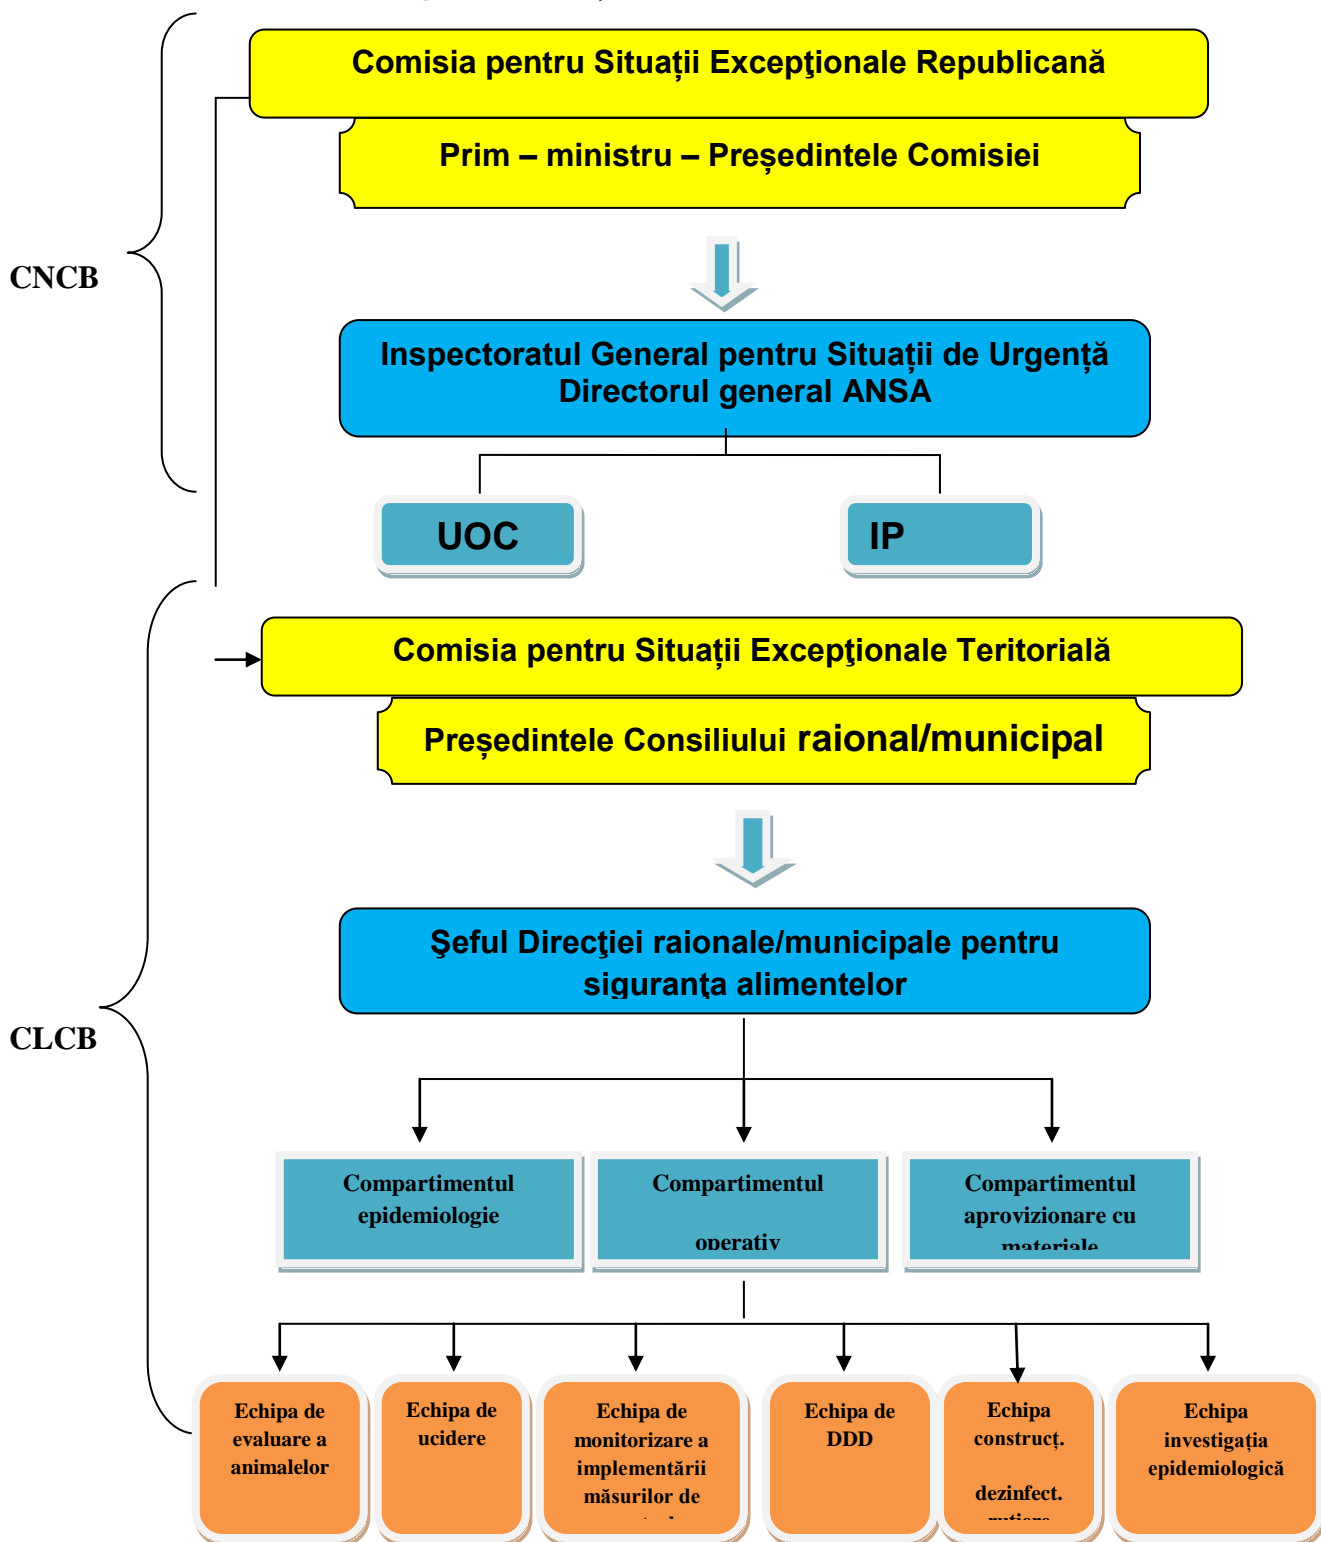 Comisia pentru Situații Excepţionale Republicană
Prim – ministru – Președintele Comisiei
CNCB
Inspectoratul General pentru Situații de Urgență
Directorul general ANSA
UOC
IP
Comisia pentru Situații Excepţionale Teritorială
Președintele Consiliului raional/municipal
Şeful Direcţiei raionale/municipale pentru
siguranţa alimentelor
CLCB
Compartimentul
epidemiologie
Compartimentul
operativ
Compartimentul
aprovizionare cu
materiale
Echipa de
evaluare a
animalelor
Echipa de
ucidere
Echipa de
monitorizare a
implementării
măsurilor de
Echipa de
DDD
Echipa
construcț.
dezinfect.
rutiere
Echipa
investigația
epidemiologică